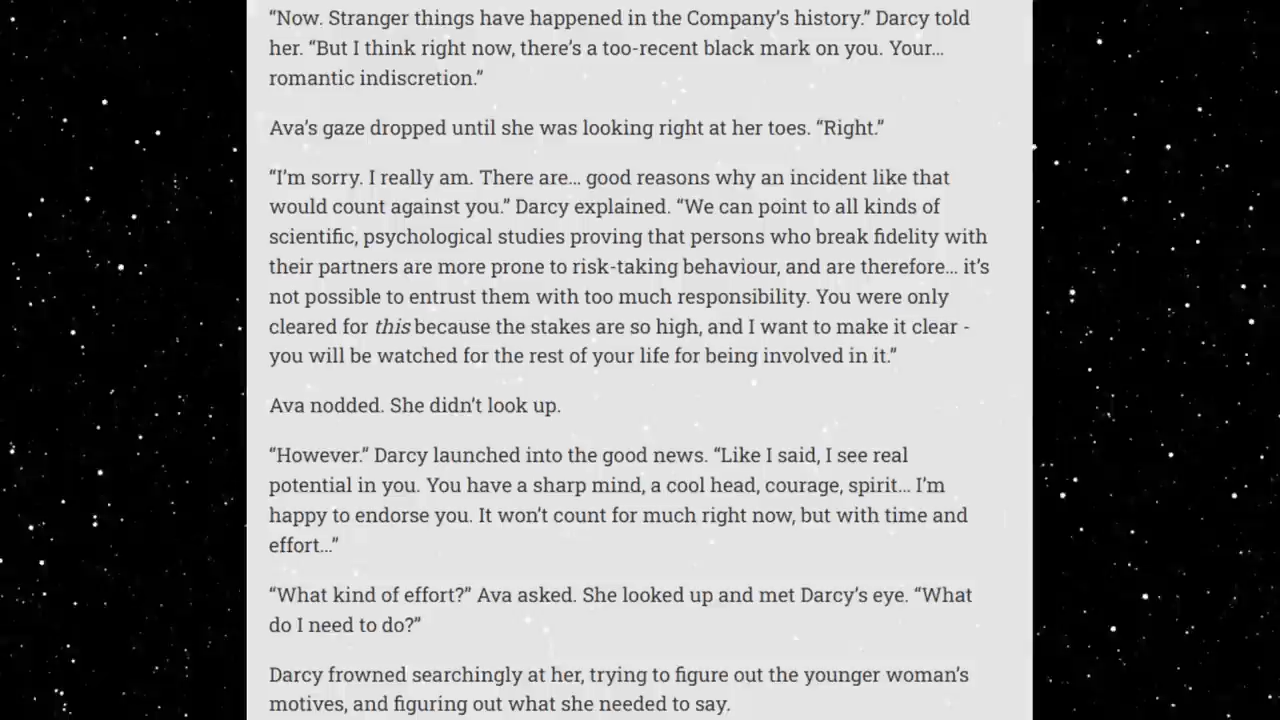 “Now. Stranger things have happened in the Company’s history.” Darcy told
her. “But I think right now, there’s a too-recent black mark on you. Your…
romantic indiscretion.”
Ava’s gaze dropped until she was looking right at her toes. “Right.”
“I’m sorry. I really am. There are… good reasons why an incident like that
would count against you.” Darcy explained. “We can point to all kinds of
scientific, psychological studies proving that persons who break fidelity with
their partners are more prone to risk-taking behaviour, and are therefore… it’s
not possible to entrust them with too much responsibility. You were only
cleared for this because the stakes are so high, and I want to make it clear -
you will be watched for the rest of your life for being involved in it.”
Ava nodded. She didn’t look up.
“However.” Darcy launched into the good news. “Like I said, I see real
potential in you. You have a sharp mind, a cool head, courage, spirit… I’m
happy to endorse you. It won’t count for much right now, but with time and
effort…”
“What kind of effort?” Ava asked. She looked up and met Darcy’s eye. “What
do I need to do?”
Darcy frowned searchingly at her, trying to figure out the younger woman’s
motives, and figuring out what she needed to say.